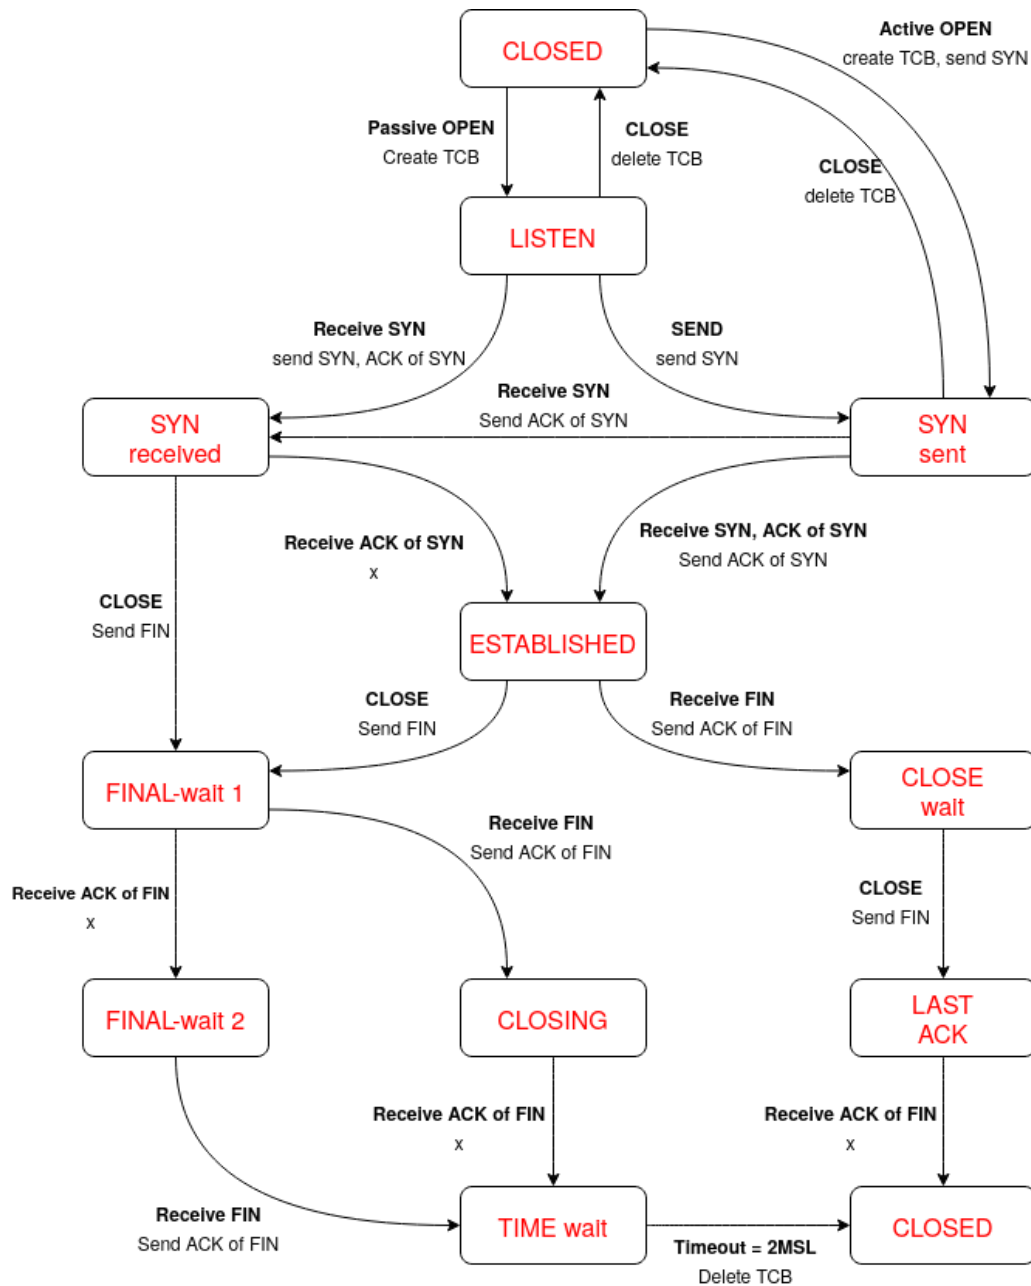 CLOSED
Active OPEN
create TCB, send SYN
Passive OPEN
Create TCB
CLOSE
delete TCB
CLOSE
delete TCB
LISTEN
Receive SYN
send SYN, ACK of SYN
SEND
send SYN
Receive SYN
Send ACK of SYN
SYN
received
SYN
sent
Receive ACK of SYN
x
Receive SYN, ACK of SYN
Send ACK of SYN
CLOSE
Send FIN
ESTABLISHED
CLOSE
Send FIN
Receive FIN
Send ACK of FIN
FINAL-wait 1
CLOSE
wait
Receive FIN
Send ACK of FIN
Receive ACK of FIN
x
CLOSE
Send FIN
FINAL-wait 2
CLOSING
LAST
ACK
Receive ACK of FIN
x
Receive ACK of FIN
x
Receive FIN
Send ACK of FIN
TIME wait
Timeout = 2MSL
Delete TCB
CLOSED